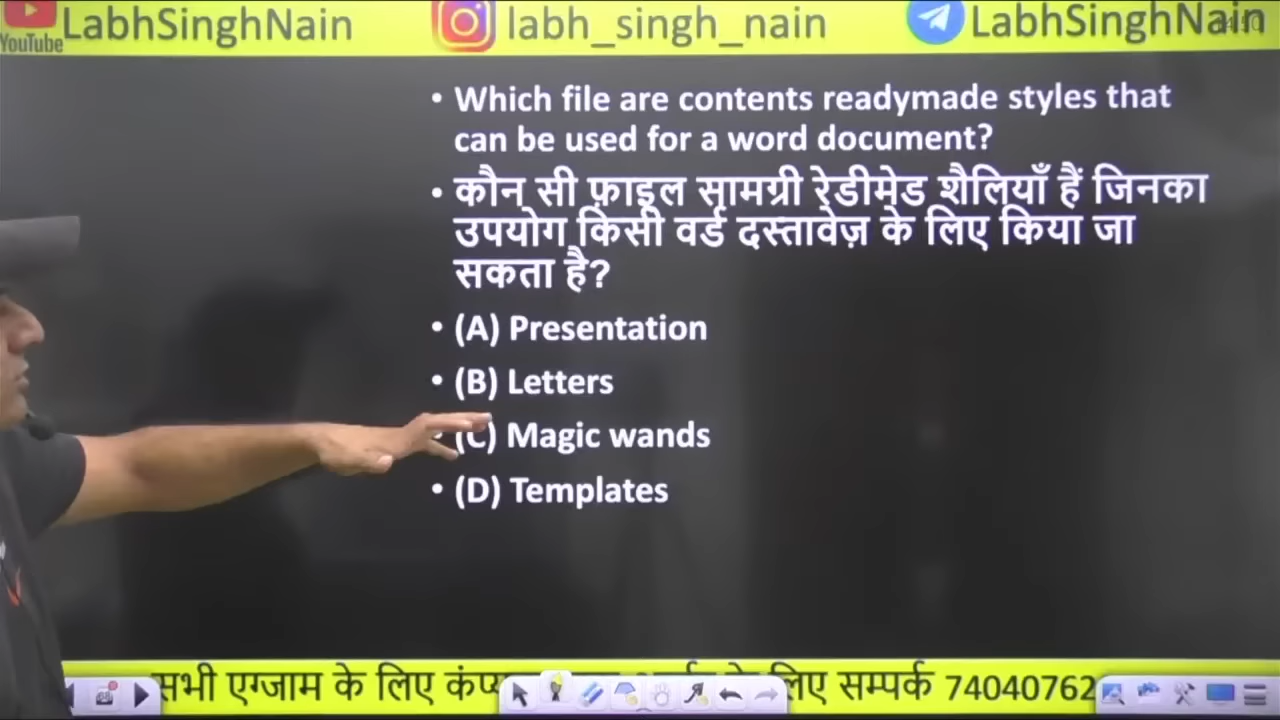 YouTube LabhSinghNain labh_singh_nain LabhSinghNain
• Which file are contents readymade styles that
can be used for a word document?
• कौन सी फ़ाइल सामग्री रेडीमेड शैलियाँ हैं जिनका
उपयोग किसी वर्ड दस्तावेज़ के लिए किया जा
सकता है?
• (A) Presentation
• (B) Letters
• (C) Magic wands
• (D) Templates
सभी एग्जाम के लिए लिए सम्पर्क 74040762